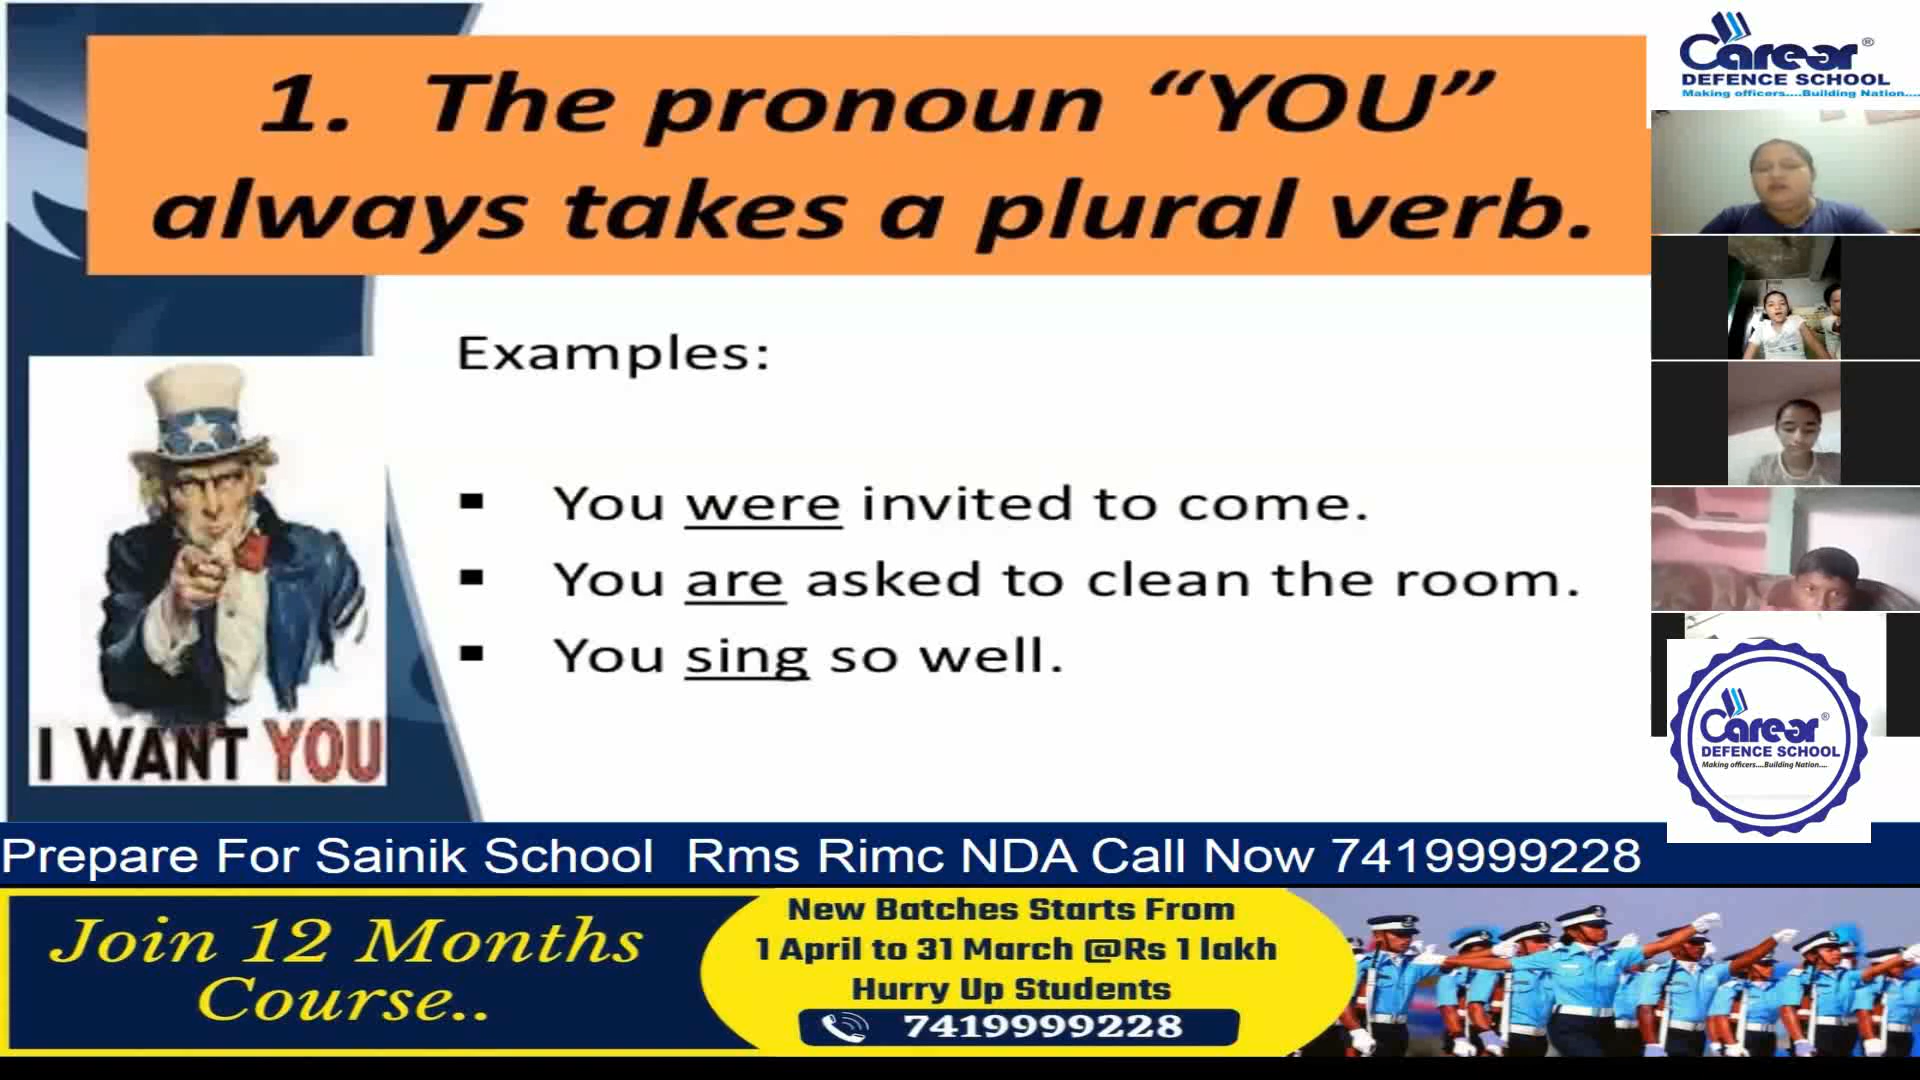 1. The pronoun “YOU”
always takes a plural verb.
Examples:
▪ You were invited to come.
▪ You are asked to clean the room.
▪ You sing so well.
I WANT YOU
Carear®
DEFENCE SCHOOL
Making officers....Building Nation....
Carear®
DEFENCE SCHOOL
Making officers....Building Nation....
Prepare For Sainik School Rms Rimc NDA Call Now 7419999228
Join 12 Months
Course..
New Batches Starts From
1 April to 31 March @Rs 1 lakh
Hurry Up Students
7419999228